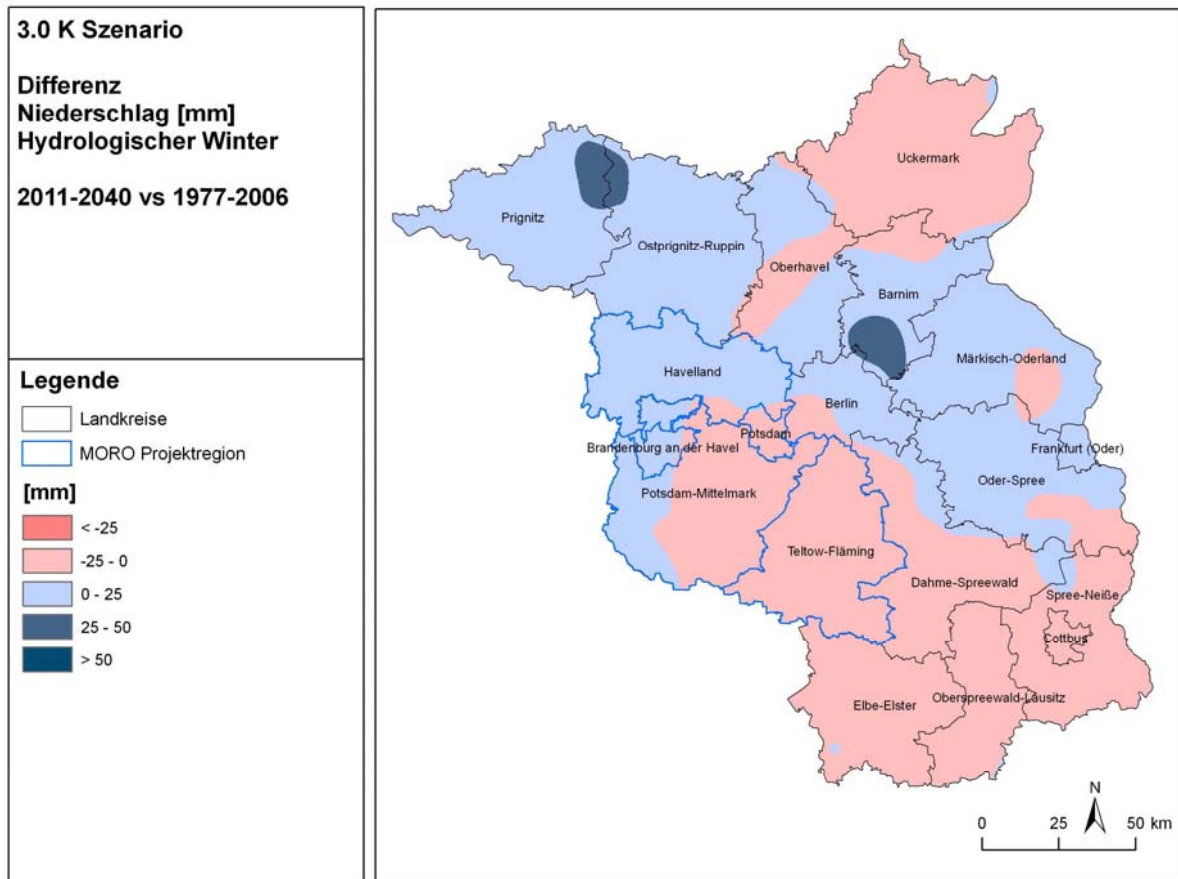 3.0 K Szenario
Differenz
Niederschlag [mm]
Hydrologischer Winter
2011-2040 vs 1977-2006
Legende
Landkreise
MORO Projektregion
[mm]
< -25
-25 - 0
0 - 25
25 - 50
> 50
Uckermark
Prignitz
Ostprignitz-Ruppin
Oberhavel
Barnim
Märkisch-Oderland
Havelland
Berlin
Potsdam
Brandenburg an der Havel
Frankfurt (Oder)
Oder-Spree
Potsdam-Mittelmark
Teltow-Fläming
Dahme-Spreewald
Spree-Neiße
Cottbus
Oberspreewald-Lausitz
Elbe-Elster
N
0 25 50 km